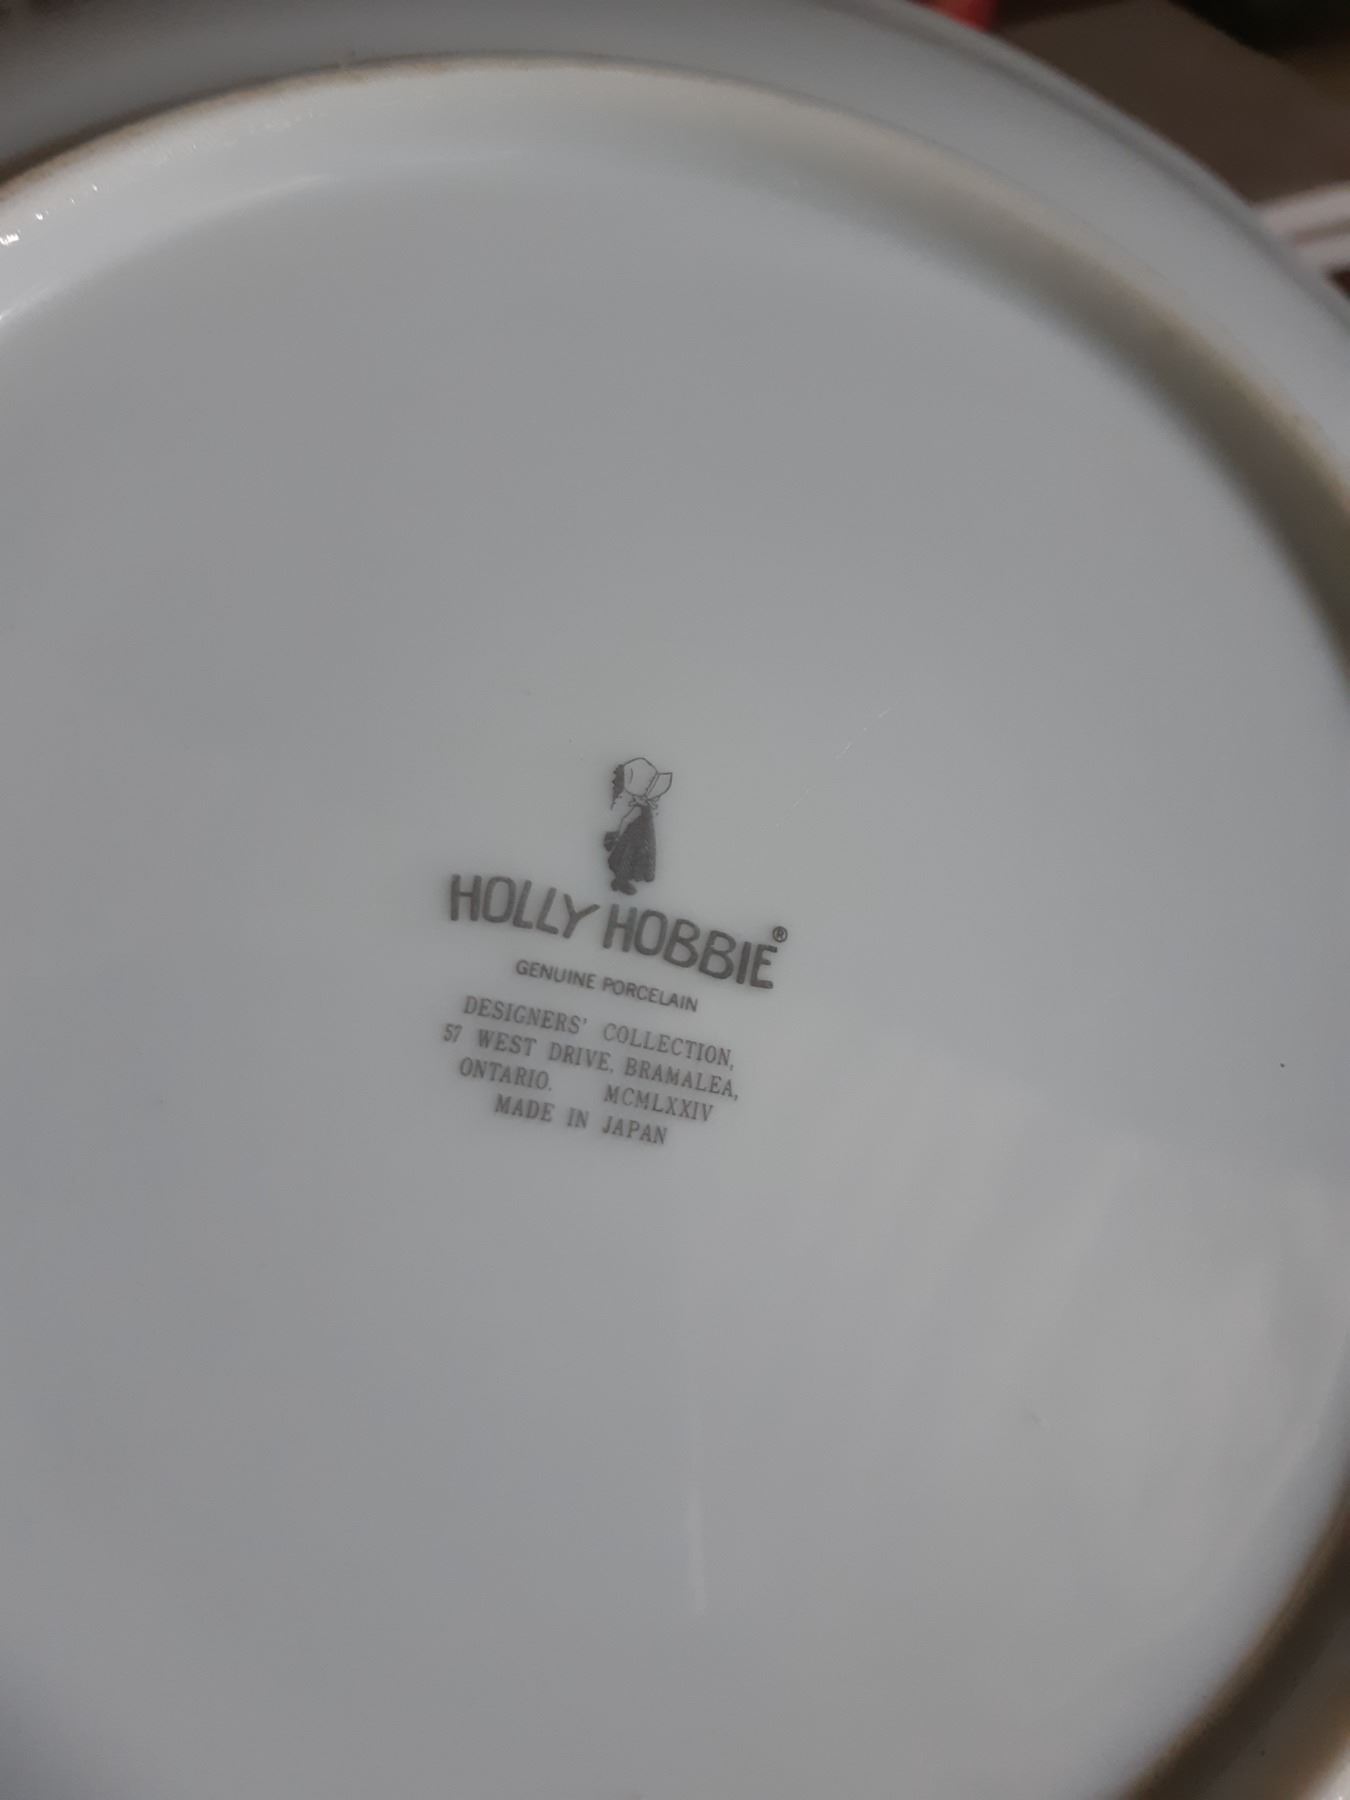 HOLLY HOBBIE®
GENUINE PORCELAIN
DESIGNERS' COLLECTION,
57 WEST DRIVE, BRAMALEA,
ONTARIO. MCMLXXIV
MADE IN JAPAN